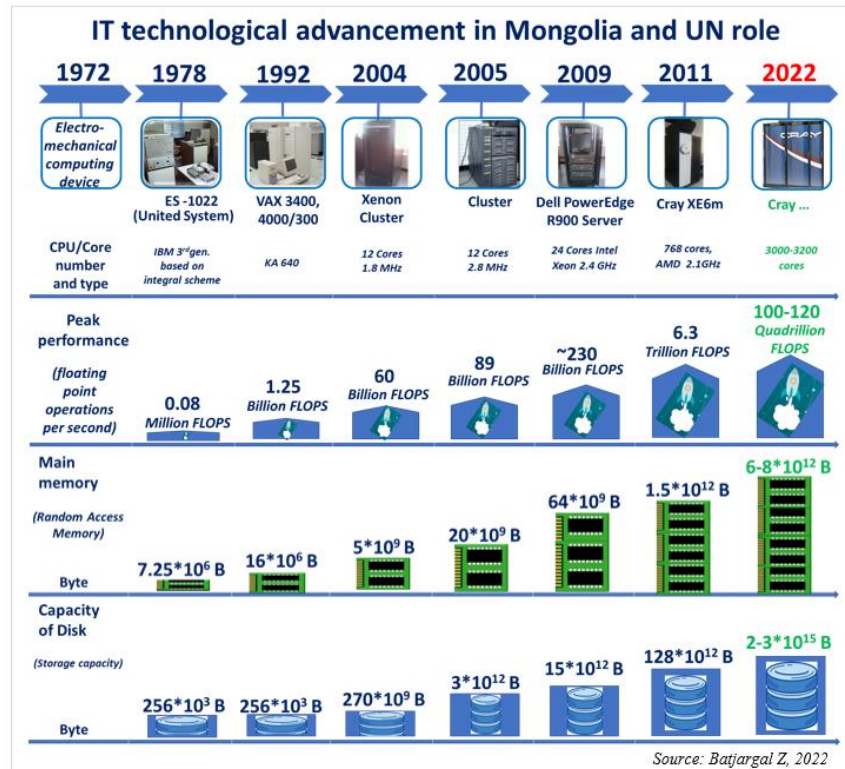 IT technological advancement in Mongolia and UN role
1972 1978 1992 2004 2005 2009 2011 2022
Electro-
mechanical
computing
device
CRAY
ES -1022
(United System)
VAX 3400,
4000/300
Xenon
Cluster
Cluster
Dell PowerEdge
R900 Server
Cray XE6m
Cray ...
CPU/Core
number
and type
IBM 3rdgen.
based on
integral scheme
KA 640
12 Cores
1.8 MHz
12 Cores
2.8 MHz
24 Cores Intel
Xeon 2.4 GHz
768 cores,
AMD 2.1GHz
3000-3200
cores
Peak
performance
(floating
point
operations
per second)
0.08
Million FLOPS
1.25
Billion FLOPS
60
Billion FLOPS
89
Billion FLOPS
~230
Billion FLOPS
6.3
Trillion FLOPS
100-120
Quadrillion
FLOPS
Main
memory
(Random Access
Memory)
Byte
7.25*10⁶ B
16*10⁶ B
5*10⁹ B
20*10⁹ B
64*10⁹ B
1.5*10¹² B
6-8*10¹² B
Capacity
of Disk
(Storage capacity)
Byte
256*10³ B
256*10³ B
270*10⁹ B
3*10¹² B
15*10¹² B
128*10¹² B
2-3*10¹⁵ B
Source: Batjargal Z, 2022